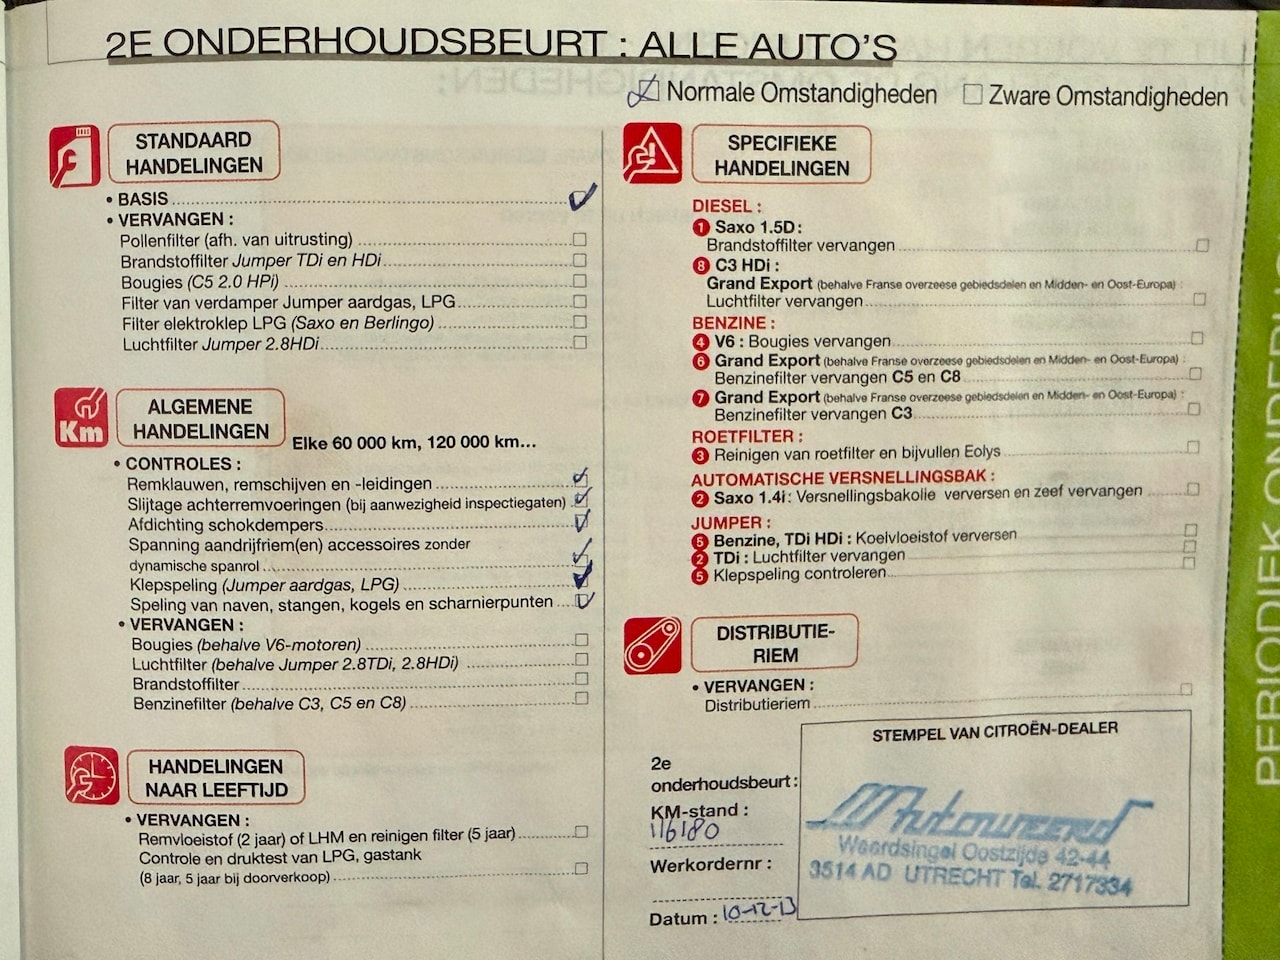 2E ONDERHOUDSBEURT : ALLE AUTO'S
Normale Omstandigheden
Zware Omstandigheden
STANDAARD
HANDELINGEN
• BASIS
• VERVANGEN :
Pollenfilter (afh. van uitrusting)
Brandstoffilter Jumper TDi en HDi
Bougies (C5 2.0 HPi)
Filter van verdamper Jumper aardgas, LPG
Filter elektroklep LPG (Saxo en Berlingo)
Luchtfilter Jumper 2.8HDi
Km
ALGEMENE
HANDELINGEN
Elke 60 000 km, 120 000 km...
• CONTROLES :
Remklauwen, remschijven en -leidingen
Slijtage achterremvoeringen (bij aanwezigheid inspectiegaten)
Afdichting schokdempers
Spanning aandrijfriem(en) accessoires zonder
dynamische spanrol
Klepspeling (Jumper aardgas, LPG)
Speling van naven, stangen, kogels en scharnierpunten
• VERVANGEN :
Bougies (behalve V6-motoren)
Luchtfilter (behalve Jumper 2.8TDi, 2.8HDi)
Brandstoffilter
Benzinefilter (behalve C3, C5 en C8)
HANDELINGEN
NAAR LEEFTIJD
• VERVANGEN :
Remvloeistof (2 jaar) of LHM en reinigen filter (5 jaar)
Controle en druktest van LPG, gastank
(8 jaar, 5 jaar bij doorverkoop)
SPECIFIEKE
HANDELINGEN
DIESEL :
1 Saxo 1.5D :
Brandstoffilter vervangen
8 C3 HDi :
Grand Export (behalve Franse overzeese gebiedsdelen en Midden- en Oost-Europa) :
Luchtfilter vervangen
BENZINE :
4 V6 : Bougies vervangen
6 Grand Export (behalve Franse overzeese gebiedsdelen en Midden- en Oost-Europa) :
Benzinefilter vervangen C5 en C8
7 Grand Export (behalve Franse overzeese gebiedsdelen en Midden- en Oost-Europa) :
Benzinefilter vervangen C3
ROETFILTER :
3 Reinigen van roetfilter en bijvullen Eolys
AUTOMATISCHE VERSNELLINGSBAK :
2 Saxo 1.4i : Versnellingsbakolie verversen en zeef vervangen
JUMPER :
5 Benzine, TDi HDi : Koelvloeistof verversen
2 TDi : Luchtfilter vervangen
5 Klepspeling controleren
DISTRIBUTIE-
RIEM
• VERVANGEN :
Distributieriem
2e
onderhoudsbeurt :
KM-stand :
116180
Werkordernr :
Datum : 10-12-13
STEMPEL VAN CITROËN-DEALER
Autoweerd
Weerdsingel Oostzijde 42-44
3514 AD UTRECHT Tel. 2717334
PERIODIEK ONDERHO